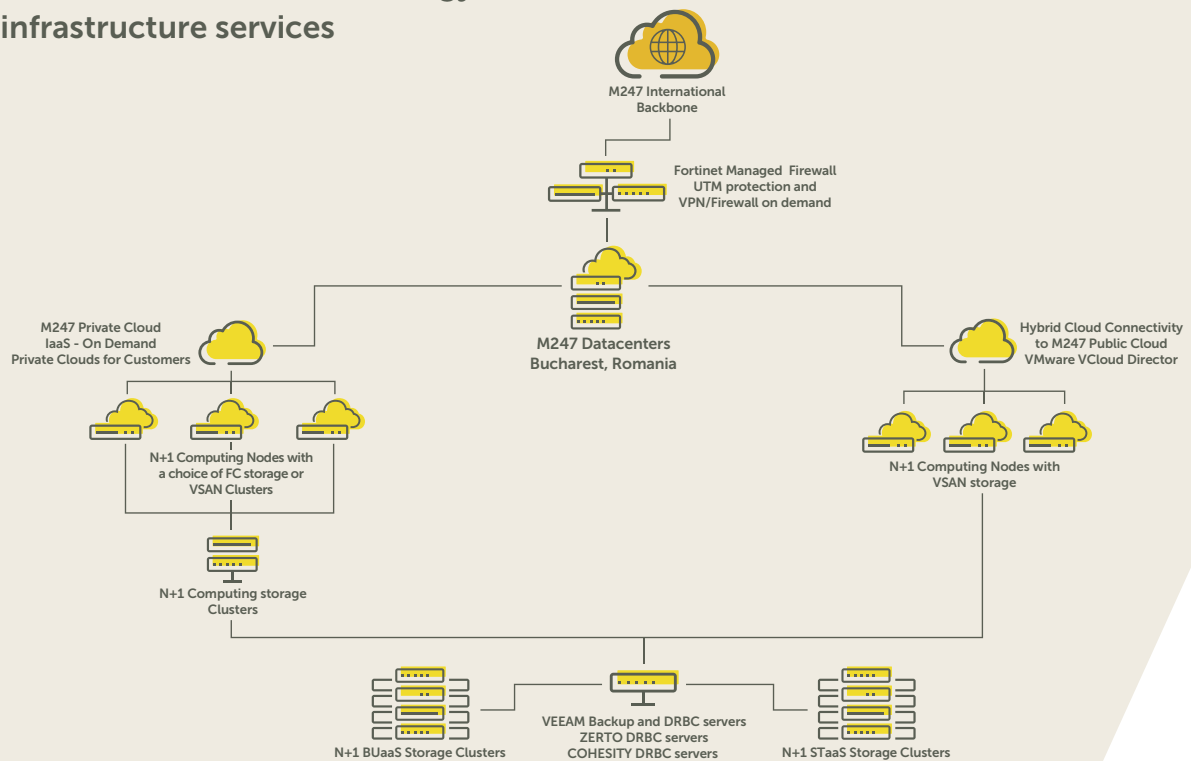 infrastructure services
M247 International
Backbone
Fortinet Managed Firewall
UTM protection and
VPN/Firewall on demand
M247 Datacenters
Bucharest, Romania
M247 Private Cloud
IaaS - On Demand
Private Clouds for Customers
Hybrid Cloud Connectivity
to M247 Public Cloud
VMware VCloud Director
N+1 Computing Nodes with
a choice of FC storage or
VSAN Clusters
N+1 Computing Nodes with
VSAN storage
N+1 Computing storage
Clusters
N+1 BUaaS Storage Clusters
VEEAM Backup and DRBC servers
ZERTO DRBC servers
COHESITY DRBC servers
N+1 STaaS Storage Clusters